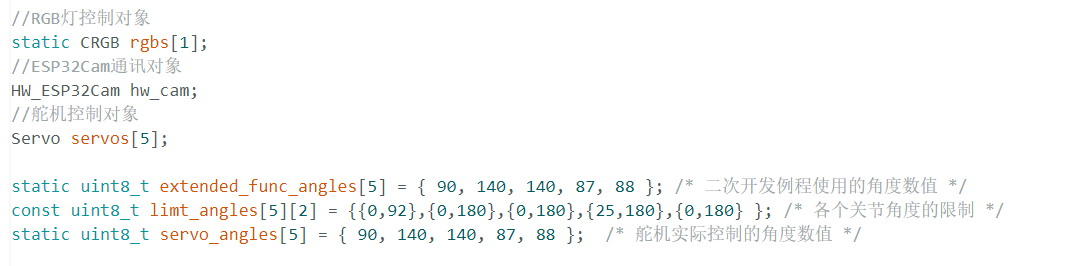 //RGB灯控制对象
static CRGB rgbs[1];
//ESP32Cam通讯对象
HW_ESP32Cam hw_cam;
//舵机控制对象
Servo servos[5];
static uint8_t extended_func_angles[5] = { 90, 140, 140, 87, 88 }; /* 二次开发例程使用的角度数值 */
const uint8_t limt_angles[5][2] = {{0,92},{0,180},{0,180},{25,180},{0,180} }; /* 各个关节角度的限制 */
static uint8_t servo_angles[5] = { 90, 140, 140, 87, 88 };  /* 舵机实际控制的角度数值 */